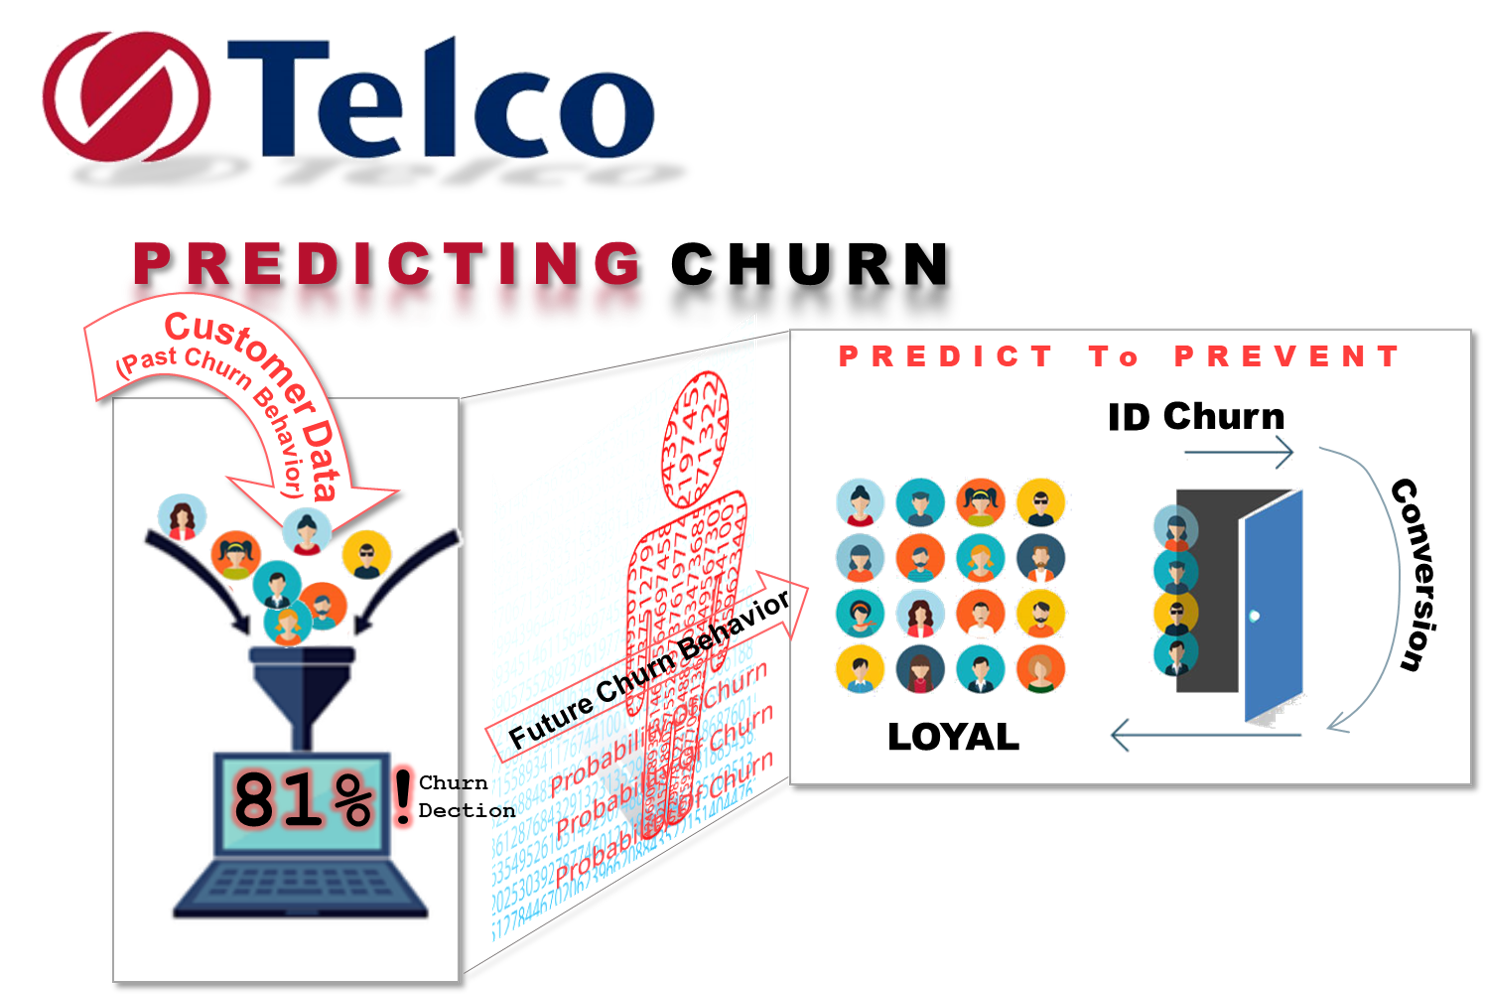 Telco
PREDICTING CHURN
Customer Data
(Past Churn Behavior)
81%!
Churn
Dection
Future Churn Behavior
Probability of Churn
Probability of Churn
Probability of Churn
PREDICT To PREVENT
ID Churn
Conversion
LOYAL